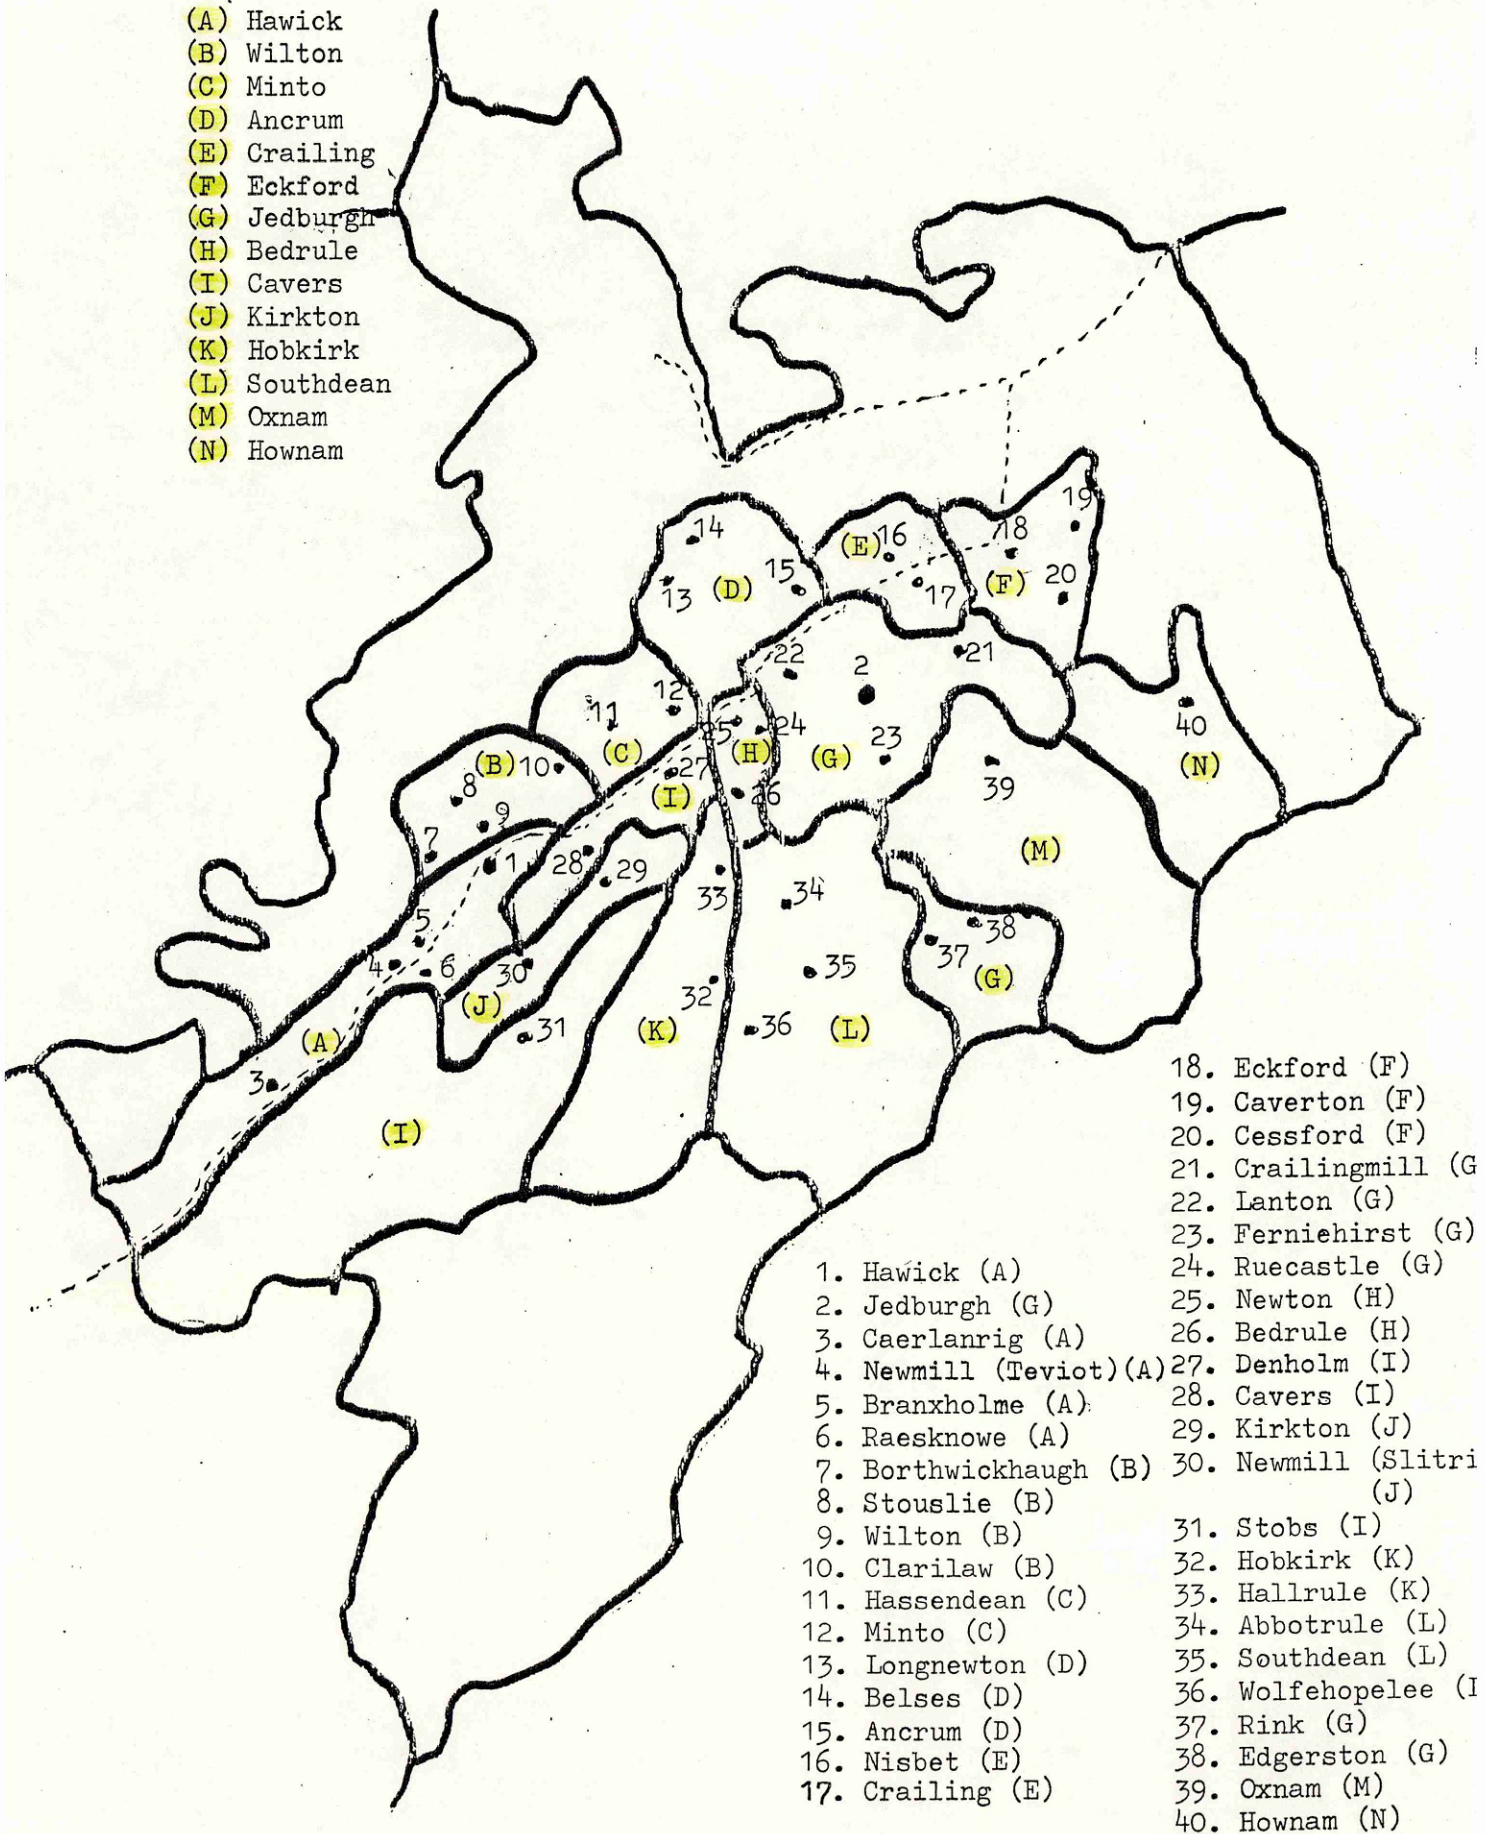 (A) Hawick
(B) Wilton
(C) Minto
(D) Ancrum
(E) Crailing
(F) Eckford
(G) Jedburgh
(H) Bedrule
(I) Cavers
(J) Kirkton
(K) Hobkirk
(L) Southdean
(M) Oxnam
(N) Hownam
19
14
(E) 16
18
15
13
(D)
17
(F)
20
22
21
2
12
11
25
24
40
(B) 10
(C)
27
(H)
(G)
23
(N)
8
(I)
26
39
9
7
1
28
29
(M)
33
34
5
38
4
6
30
32
35
37
(G)
(J)
(A)
31
(K)
36
(L)
3
(I)
1. Hawick (A)
2. Jedburgh (G)
3. Caerlanrig (A)
4. Newmill (Teviot)(A)
5. Branxholme (A)
6. Raesknowe (A)
7. Borthwickhaugh (B)
8. Stouslie (B)
9. Wilton (B)
10. Clarilaw (B)
11. Hassendean (C)
12. Minto (C)
13. Longnewton (D)
14. Belses (D)
15. Ancrum (D)
16. Nisbet (E)
17. Crailing (E)
18. Eckford (F)
19. Caverton (F)
20. Cessford (F)
21. Crailingmill (G
22. Lanton (G)
23. Ferniehirst (G)
24. Ruecastle (G)
25. Newton (H)
26. Bedrule (H)
27. Denholm (I)
28. Cavers (I)
29. Kirkton (J)
30. Newmill (Slitri
(J)
31. Stobs (I)
32. Hobkirk (K)
33. Hallrule (K)
34. Abbotrule (L)
35. Southdean (L)
36. Wolfehopelee (
37. Rink (G)
38. Edgerston (G)
39. Oxnam (M)
40. Hownam (N)